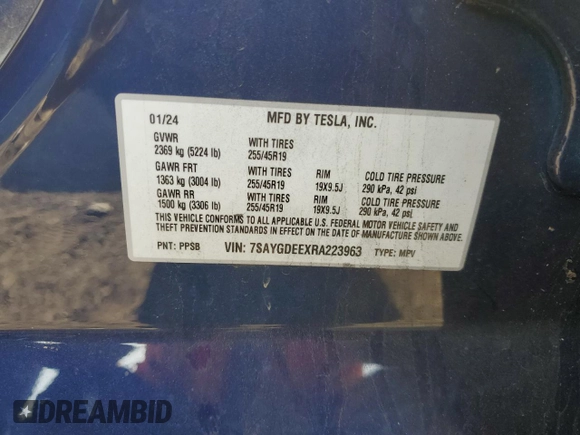 01/24 MFD BY TESLA, INC.
GVWR WITH TIRES
2369 kg (5224 lb) 255/45R19
GAWR FRT WITH TIRES RIM COLD TIRE PRESSURE
1363 kg (3004 lb) 255/45R19 19X9.5J 290 kPa, 42 psi
GAWR RR WITH TIRES RIM COLD TIRE PRESSURE
1500 kg (3306 lb) 255/45R19 19X9.5J 290 kPa, 42 psi
THIS VEHICLE CONFORMS TO ALL APPLICABLE U.S. FEDERAL MOTOR VEHICLE SAFETY AND
THEFT PREVENTION STANDARDS IN EFFECT ON THE DATE OF MANUFACTURE SHOWN ABOVE.
PNT: PPSB VIN: 7SAYGDEEXRA223963 TYPE: MPV
DREAMBID